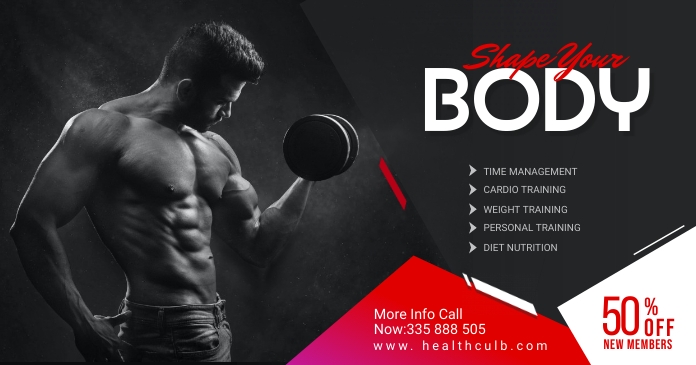 Shape Your
BODY
TIME MANAGEMENT
CARDIO TRAINING
WEIGHT TRAINING
PERSONAL TRAINING
DIET NUTRITION
More Info Call
Now:335 888 505
www. healthculb.com
50% OFF
NEW MEMBERS